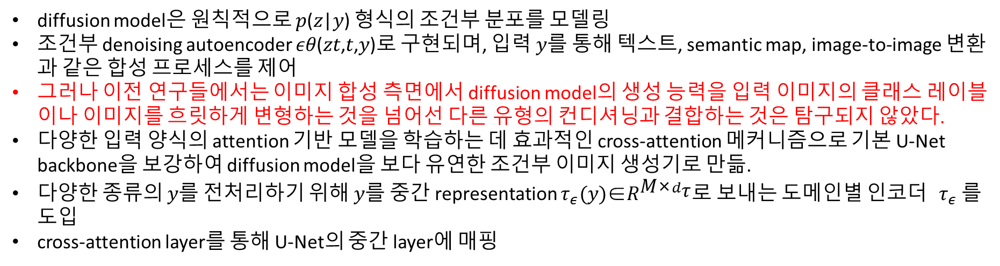 • diffusion model은 원칙적으로 p(z|y) 형식의 조건부 분포를 모델링
• 조건부 denoising autoencoder ϵθ(zt,t,y)로 구현되며, 입력 y를 통해 텍스트, semantic map, image-to-image 변환
과 같은 합성 프로세스를 제어
• 그러나 이전 연구들에서는 이미지 합성 측면에서 diffusion model의 생성 능력을 입력 이미지의 클래스 레이블
이나 이미지를 흐릿하게 변형하는 것을 넘어선 다른 유형의 컨디셔닝과 결합하는 것은 탐구되지 않았다.
• 다양한 입력 양식의 attention 기반 모델을 학습하는 데 효과적인 cross-attention 메커니즘으로 기본 U-Net
backbone을 보강하여 diffusion model을 보다 유연한 조건부 이미지 생성기로 만듦.
• 다양한 종류의 y를 전처리하기 위해 y를 중간 representation τ_ϵ(y)∈R^{M×dτ}로 보내는 도메인별 인코더 τ_ϵ 를
도입
• cross-attention layer를 통해 U-Net의 중간 layer에 매핑